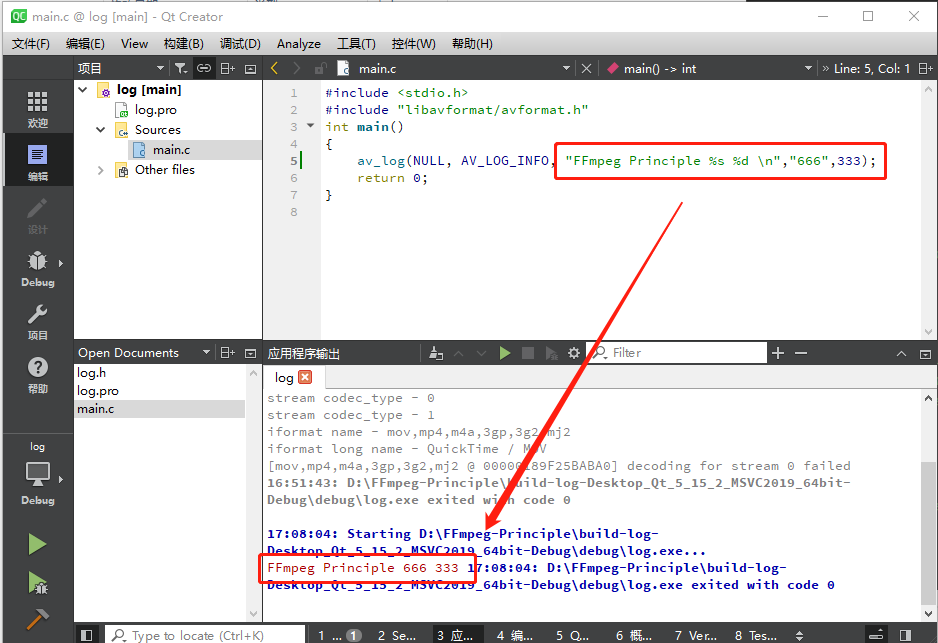 QC main.c @ log [main] - Qt Creator
文件(F) 编辑(E) View 构建(B) 调试(D) Analyze 工具(T) 控件(W) 帮助(H)
项目 main.c main() -> int » Line: 5, Col: 1
欢迎
编辑
设计
Debug
项目
帮助
log
Debug
log [main]
log.pro
Sources
main.c
Other files
1 #include <stdio.h>
2 #include "libavformat/avformat.h"
3 int main()
4 {
5 av_log(NULL, AV_LOG_INFO, "FFmpeg Principle %s %d \n","666",333);
6 return 0;
7 }
8
Open Documents
log.h
log.pro
main.c
应用程序输出 Filter
log
stream codec_type - 0
stream codec_type - 1
iformat name - mov,mp4,m4a,3gp,3g2,mj2
iformat long name - QuickTime / MOV
decoding for stream 0 failed
16:51:43: D:\FFmpeg-Principle\build-log-Desktop_Qt_5_15_2_MSVC2019_64bit-
Debug\debug\log.exe exited with code 0
17:08:04: Starting D:\FFmpeg-Principle\build-log-
Desktop_Qt_5_15_2_MSVC2019_64bit-Debug\debug\log.exe...
FFmpeg Principle 666 333 17:08:04: D:\FFmpeg-Principle\build-log-
Desktop_Qt_5_15_2_MSVC2019_64bit-Debug\debug\log.exe exited with code 0
Type to locate (Ctrl+K) 1 ... 1 2 Se... 3 应... 4 编... 5 Q... 6 概... 7 Ver... 8 Tes...